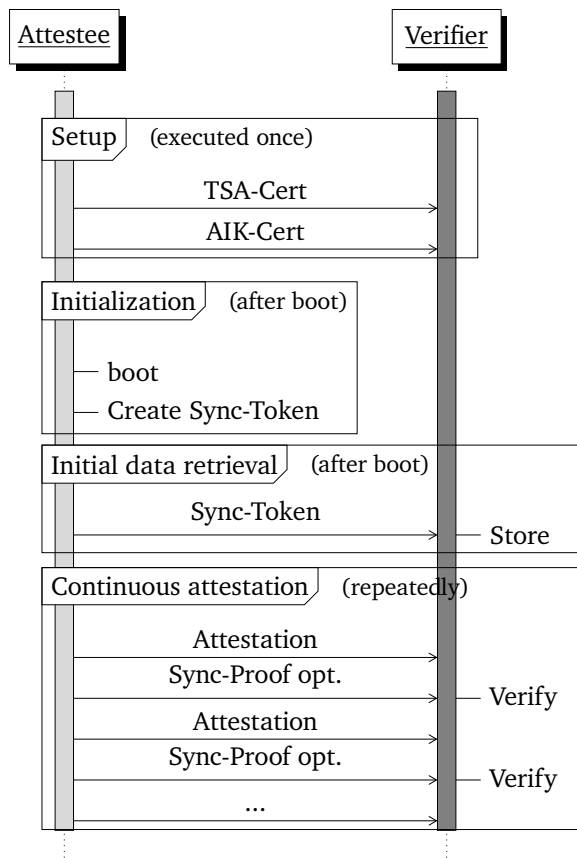 Attestee
Verifier
Setup (executed once)
TSA-Cert
AIK-Cert
Initialization (after boot)
boot
Create Sync-Token
Initial data retrieval (after boot)
Sync-Token
Store
Continuous attestation (repeatedly)
Attestation
Sync-Proof opt.
Verify
Attestation
Sync-Proof opt.
Verify
...